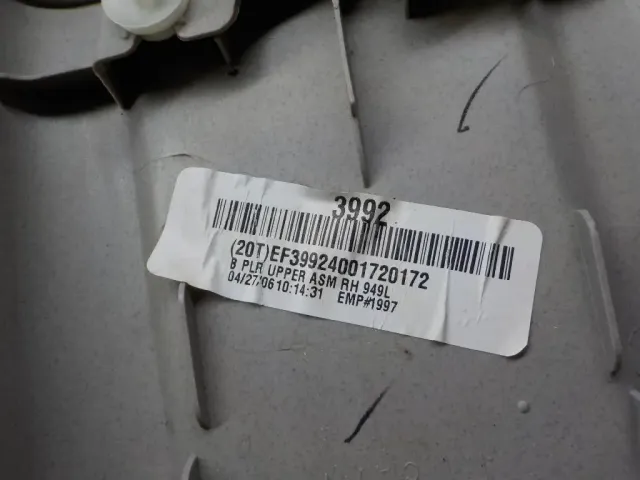 3992
(20T)EF39924001720172
B PLR UPPER ASM RH 949L
04/27/06 10:14:31 EMP#1997